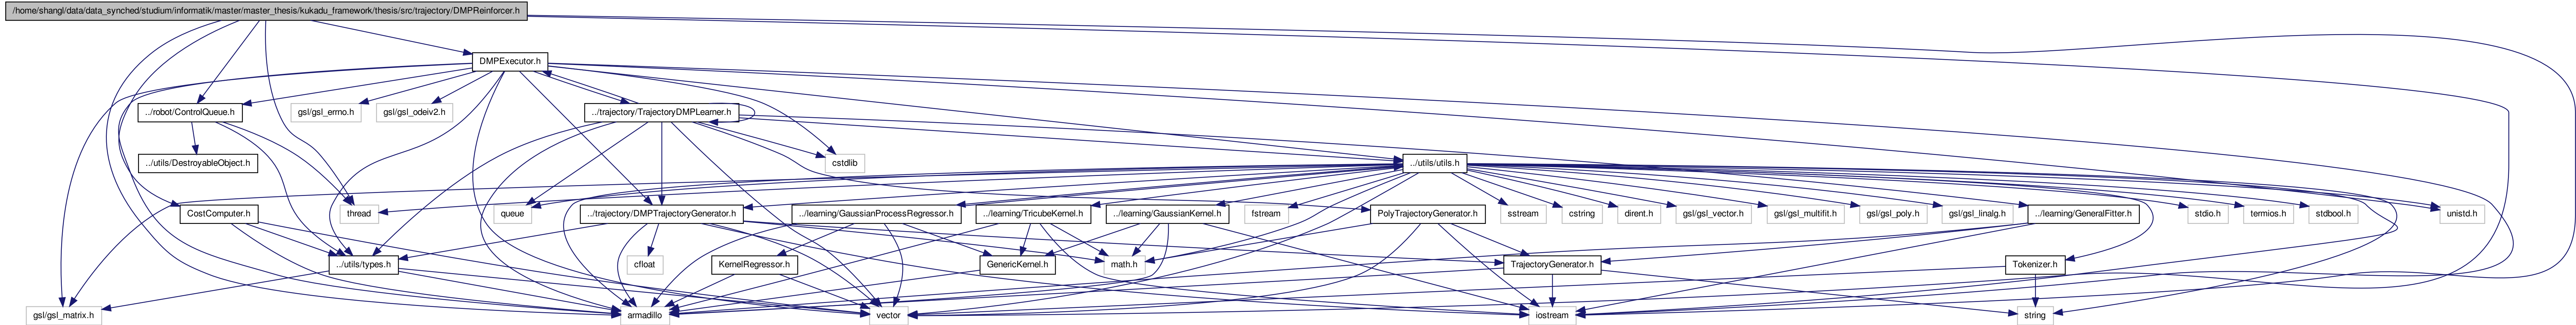 /home/shangl/data/data_synched/studium/informatik/master/master_thesis/kukadu_framework/thesis/src/trajectory/DMPReinforcer.h
DMPExecutor.h
../robot/ControlQueue.h
gsl/gsl_errno.h
gsl/gsl_odeiv2.h
../trajectory/TrajectoryDMPLearner.h
../utils/DestroyableObject.h
cstdlib
../utils/utils.h
CostComputer.h
thread
queue
../trajectory/DMPTrajectoryGenerator.h
../learning/GaussianProcessRegressor.h
../learning/TricubeKernel.h
../learning/GaussianKernel.h
fstream
PolyTrajectoryGenerator.h
sstream
cstring
dirent.h
gsl/gsl_vector.h
gsl/gsl_multifit.h
gsl/gsl_poly.h
gsl/gsl_linalg.h
../learning/GeneralFitter.h
stdio.h
termios.h
stdbool.h
unistd.h
../utils/types.h
cfloat
KernelRegressor.h
GenericKernel.h
math.h
TrajectoryGenerator.h
Tokenizer.h
gsl/gsl_matrix.h
armadillo
vector
iostream
string